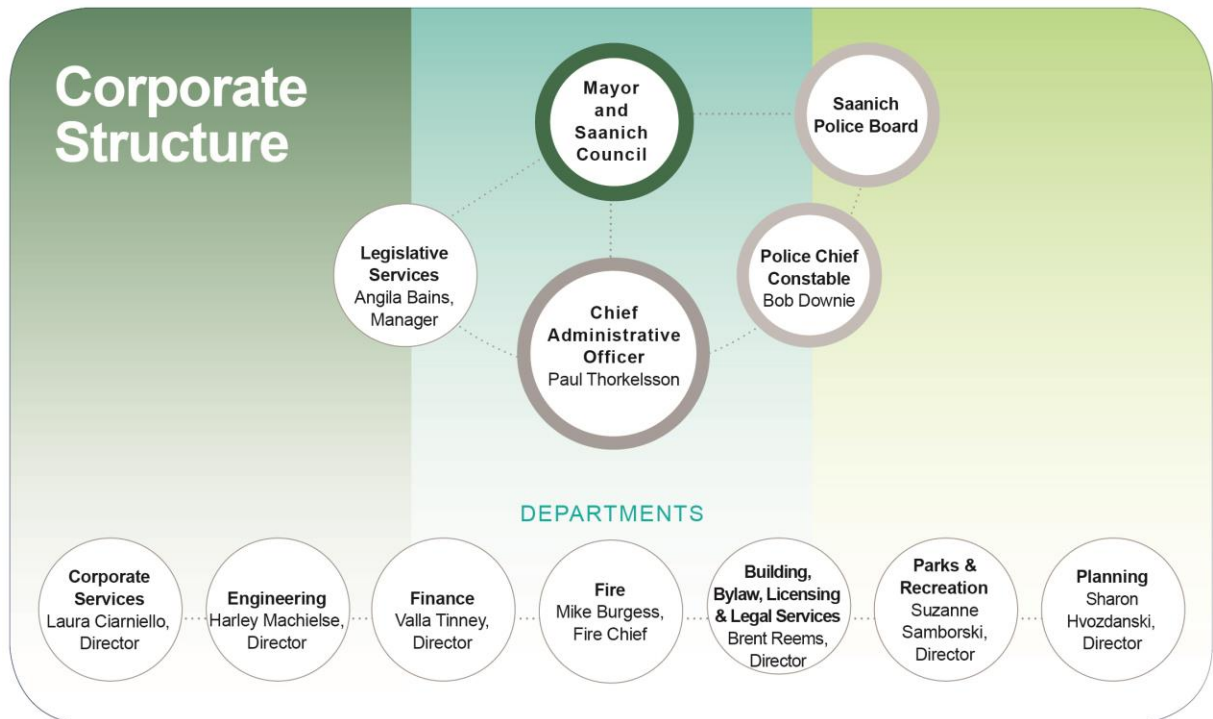 Corporate
Structure
Mayor
and
Saanich
Council
Saanich
Police Board
Legislative
Services
Angila Bains,
Manager
Chief
Administrative
Officer
Paul Thorkelsson
Police Chief
Constable
Bob Downie
DEPARTMENTS
Corporate
Services
Laura Ciarniello,
Director
Engineering
Harley Machielse,
Director
Finance
Valla Tinney,
Director
Fire
Mike Burgess,
Fire Chief
Building,
Bylaw, Licensing
& Legal Services
Brent Reems,
Director
Parks &
Recreation
Suzanne
Samborski,
Director
Planning
Sharon
Hvozdanski,
Director